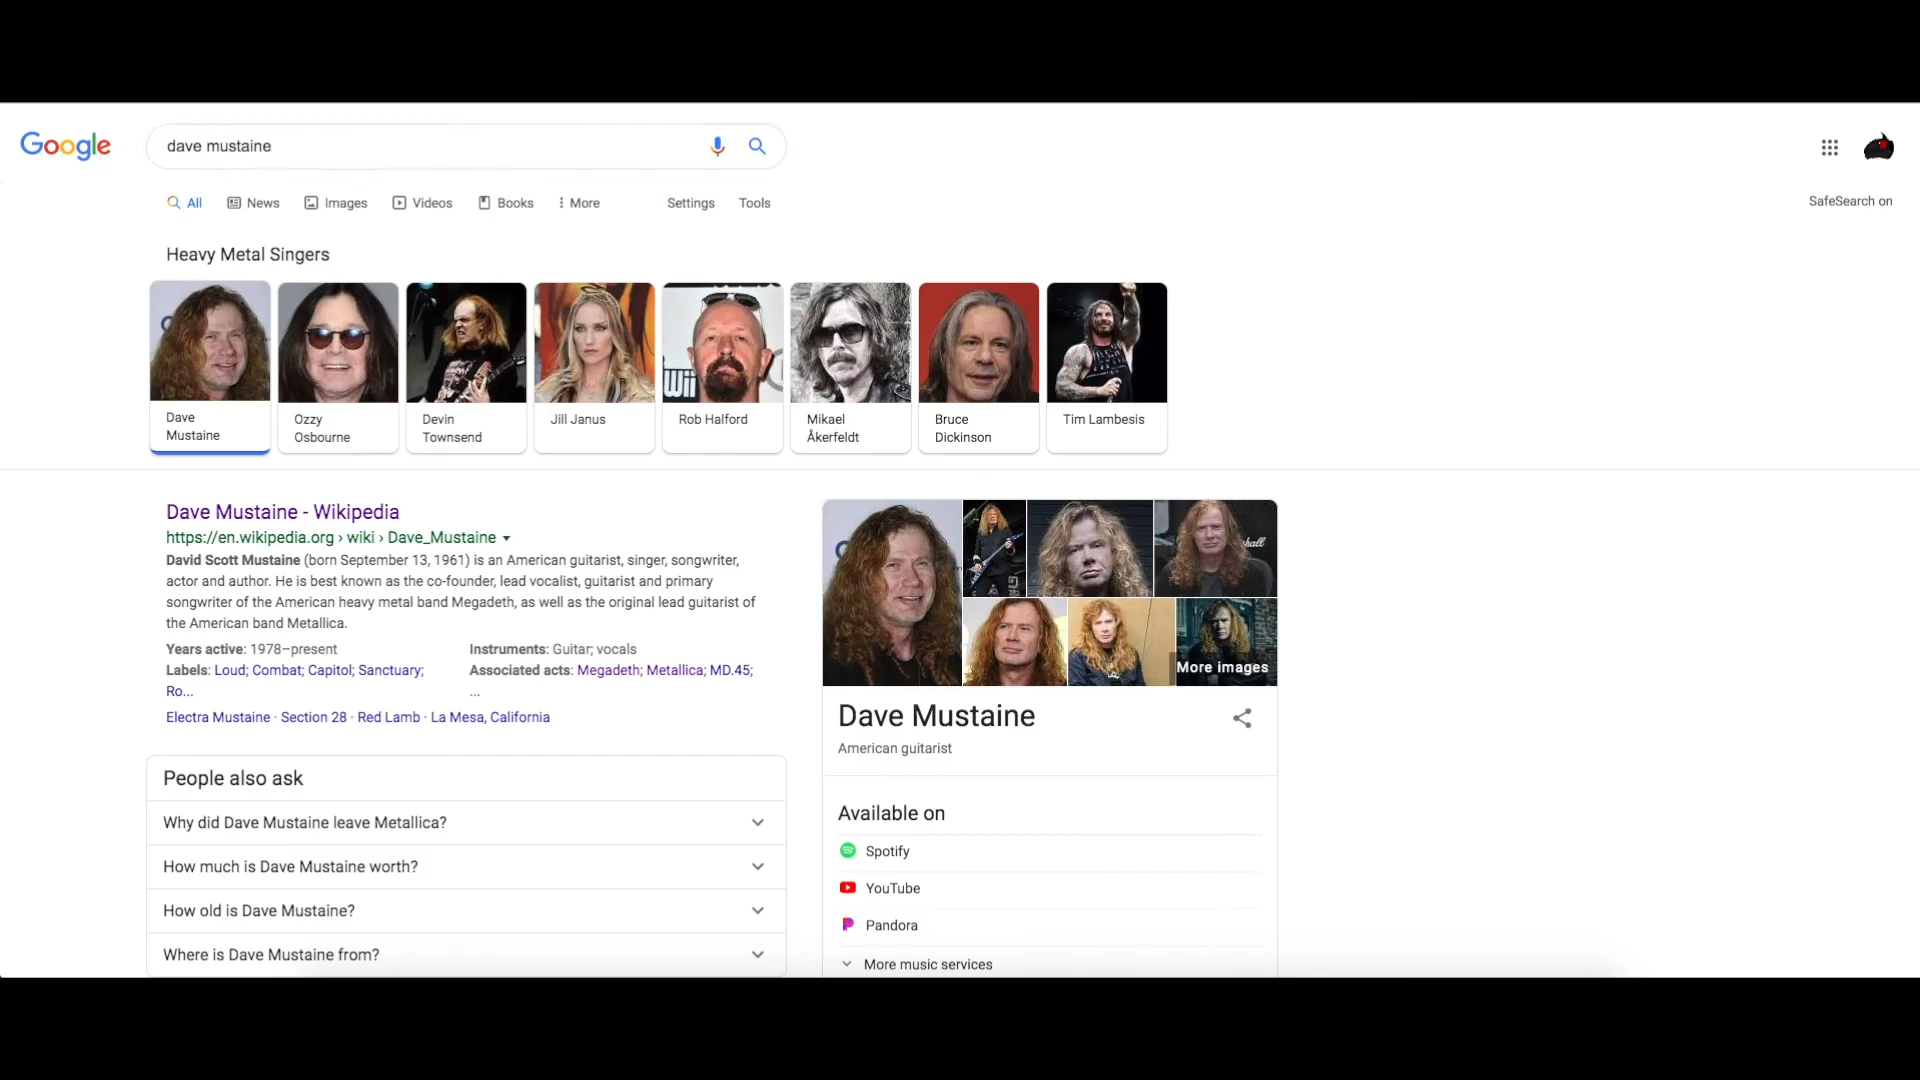 Google
dave mustaine
All
News
Images
Videos
Books
More
Settings
Tools
SafeSearch on
Heavy Metal Singers
Dave
Mustaine
Ozzy
Osbourne
Devin
Townsend
Jill Janus
Rob Halford
Mikael
Åkerfeldt
Bruce
Dickinson
Tim Lambesis
Dave Mustaine - Wikipedia
https://en.wikipedia.org › wiki › Dave_Mustaine
David Scott Mustaine (born September 13, 1961) is an American guitarist, singer, songwriter,
actor and author. He is best known as the co-founder, lead vocalist, guitarist and primary
songwriter of the American heavy metal band Megadeth, as well as the original lead guitarist of
the American band Metallica.
Years active: 1978–present
Instruments: Guitar; vocals
Labels: Loud; Combat; Capitol; Sanctuary;
Ro...
Associated acts: Megadeth; Metallica; MD.45;
...
Electra Mustaine · Section 28 · Red Lamb · La Mesa, California
People also ask
Why did Dave Mustaine leave Metallica?
How much is Dave Mustaine worth?
How old is Dave Mustaine?
Where is Dave Mustaine from?
More images
Dave Mustaine
American guitarist
Available on
Spotify
YouTube
Pandora
More music services